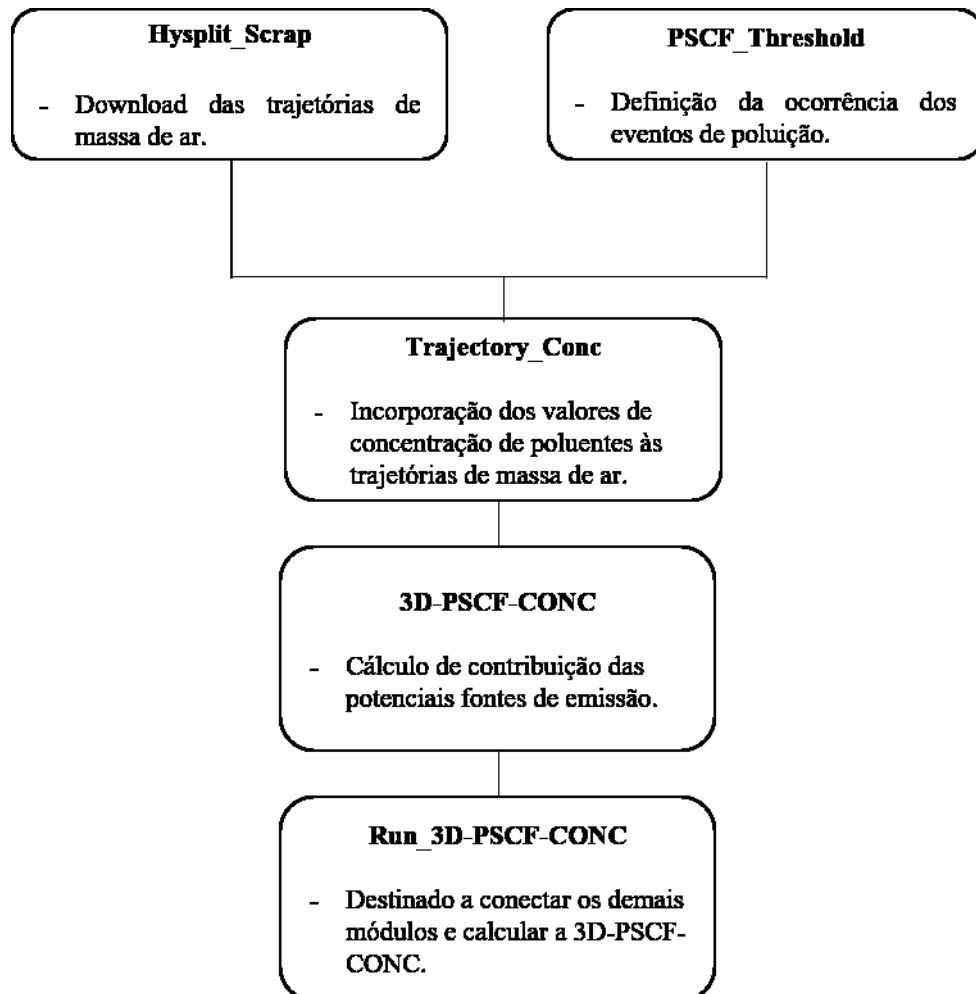 Hysplit_Scrap
- Download das trajetórias de
massa de ar.
PSCF_Threshold
- Definição da ocorrência dos
eventos de poluição.
Trajectory_Conc
- Incorporação dos valores de
concentração de poluentes às
trajetórias de massa de ar.
3D-PSCF-CONC
- Cálculo de contribuição das
potenciais fontes de emissão.
Run_3D-PSCF-CONC
- Destinado a conectar os demais
módulos e calcular a 3D-PSCF-
CONC.